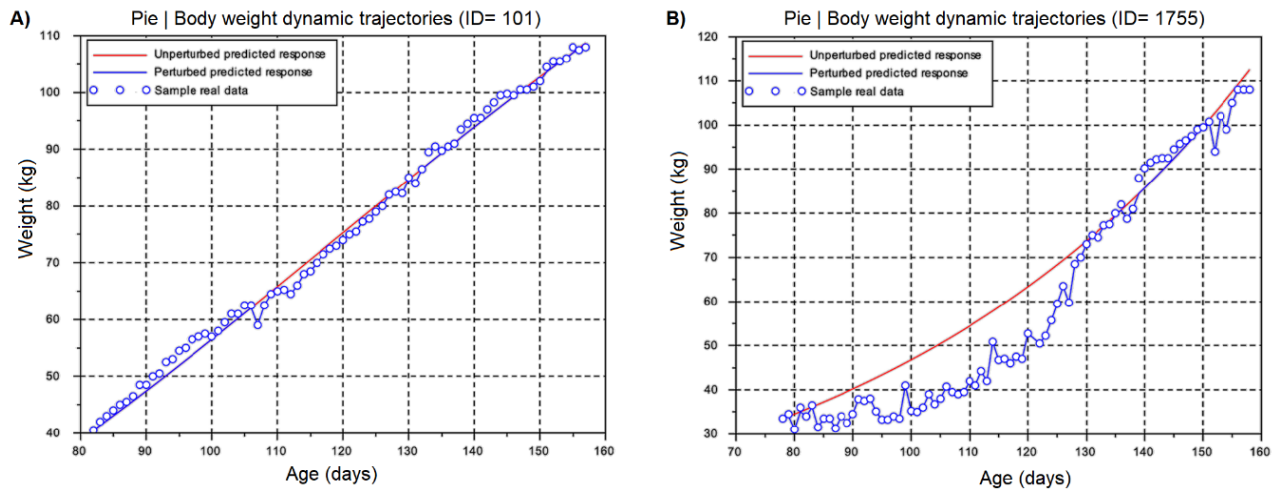 A)
Pie | Body weight dynamic trajectories (ID= 101)
110
100
90
80
70
60
50
40
Weight (kg)
Unperturbed predicted response
Perturbed predicted response
Sample real data
80
90
100
110
120
130
140
150
160
Age (days)
B)
Pie | Body weight dynamic trajectories (ID= 1755)
120
110
100
90
80
70
60
50
40
30
Weight (kg)
Unperturbed predicted response
Perturbed predicted response
Sample real data
70
80
90
100
110
120
130
140
150
160
Age (days)